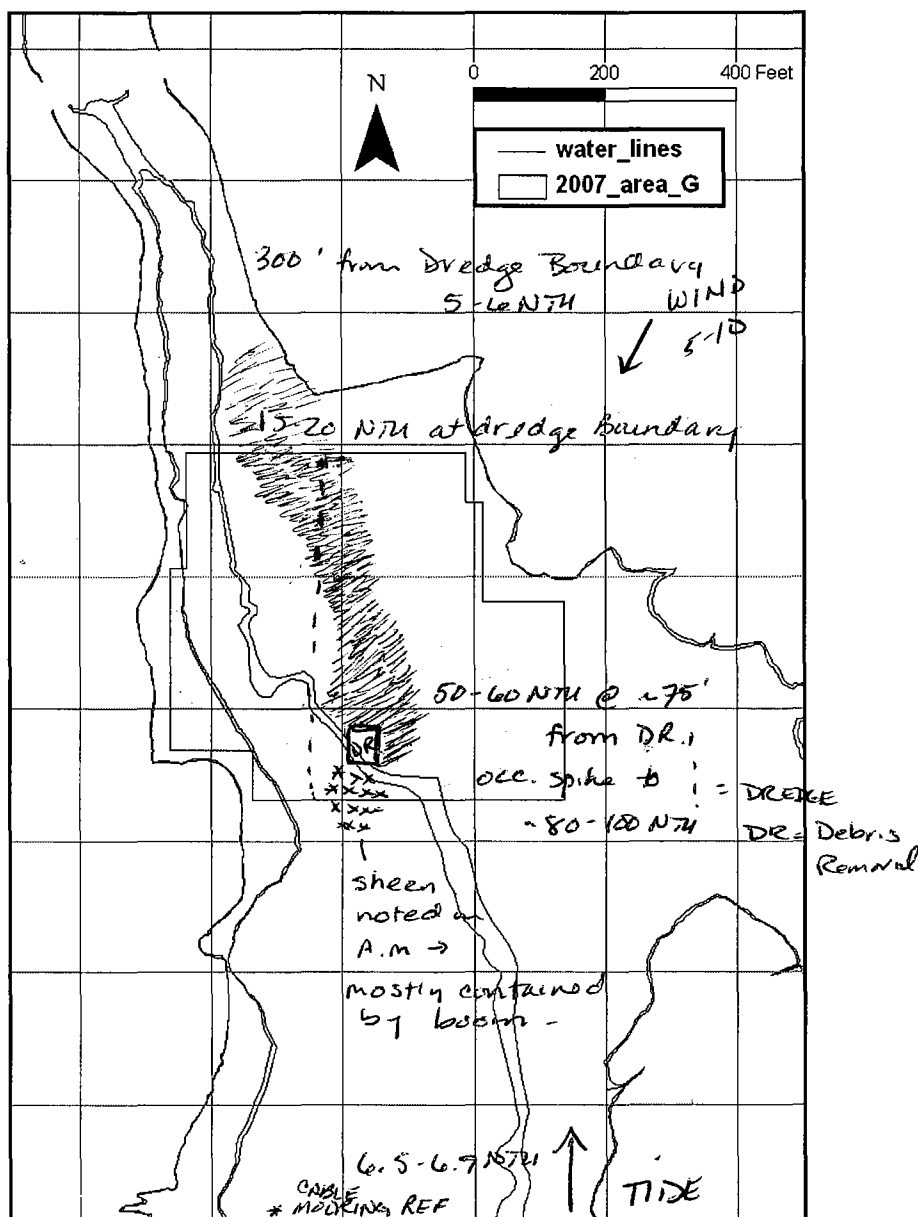 0 200 400 Feet
N
water_lines
2007_area_G
300' from Dredge Boundary
5-6 NTU
WIND
5-10
15-20 NTU at dredge Boundary
50-60 NTU @ ~75'
from DR.
occ. spike to
~80-100 NTU
= DREDGE
DR = Debris
Removal
DR
sheen
noted in
A.M →
mostly contained
by boom -
6.5-6.9 NTU
TIDE
CABLE
* MOORING REF